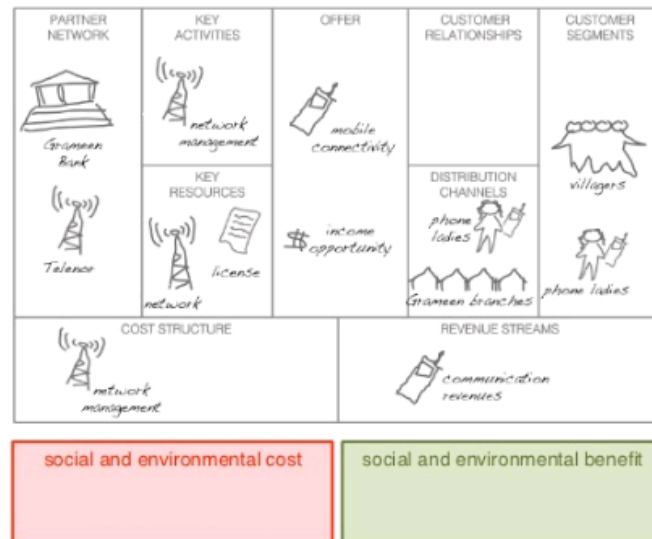 PARTNER
NETWORK
Grameen
Bank
Telenor
KEY
ACTIVITIES
network
management
KEY
RESOURCES
license
network
OFFER
mobile
connectivity
$ income
opportunity
CUSTOMER
RELATIONSHIPS
DISTRIBUTION
CHANNELS
phone
ladies
Grameen branches
CUSTOMER
SEGMENTS
villagers
phone ladies
COST STRUCTURE
network
management
REVENUE STREAMS
communication
revenues
social and environmental cost
social and environmental benefit